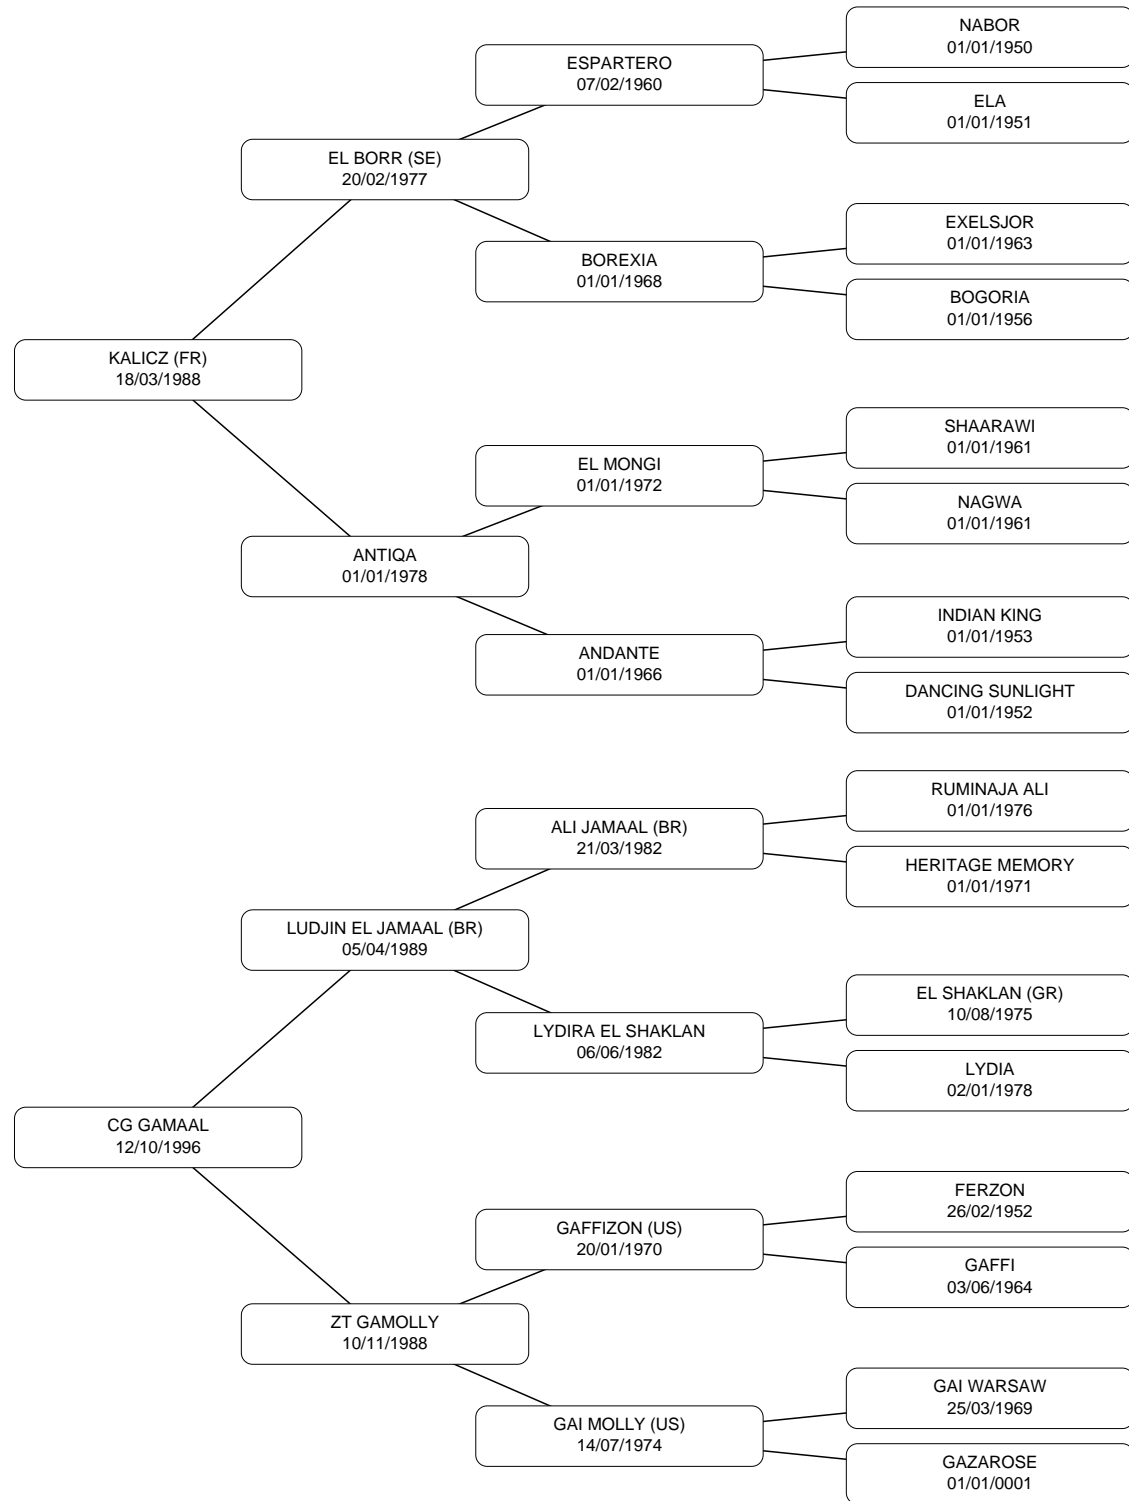 NABOR
01/01/1950
ESPARTERO
07/02/1960
ELA
01/01/1951
EL BORR (SE)
20/02/1977
EXELSJOR
01/01/1963
BOREXIA
01/01/1968
BOGORIA
01/01/1956
KALICZ (FR)
18/03/1988
SHAARAWI
01/01/1961
EL MONGI
01/01/1972
NAGWA
01/01/1961
ANTIQA
01/01/1978
INDIAN KING
01/01/1953
ANDANTE
01/01/1966
DANCING SUNLIGHT
01/01/1952
RUMINAJA ALI
01/01/1976
ALI JAMAAL (BR)
21/03/1982
HERITAGE MEMORY
01/01/1971
LUDJIN EL JAMAAL (BR)
05/04/1989
EL SHAKLAN (GR)
10/08/1975
LYDIRA EL SHAKLAN
06/06/1982
LYDIA
02/01/1978
CG GAMAAL
12/10/1996
FERZON
26/02/1952
GAFFIZON (US)
20/01/1970
GAFFI
03/06/1964
ZT GAMOLLY
10/11/1988
GAI WARSAW
25/03/1969
GAI MOLLY (US)
14/07/1974
GAZAROSE
01/01/0001